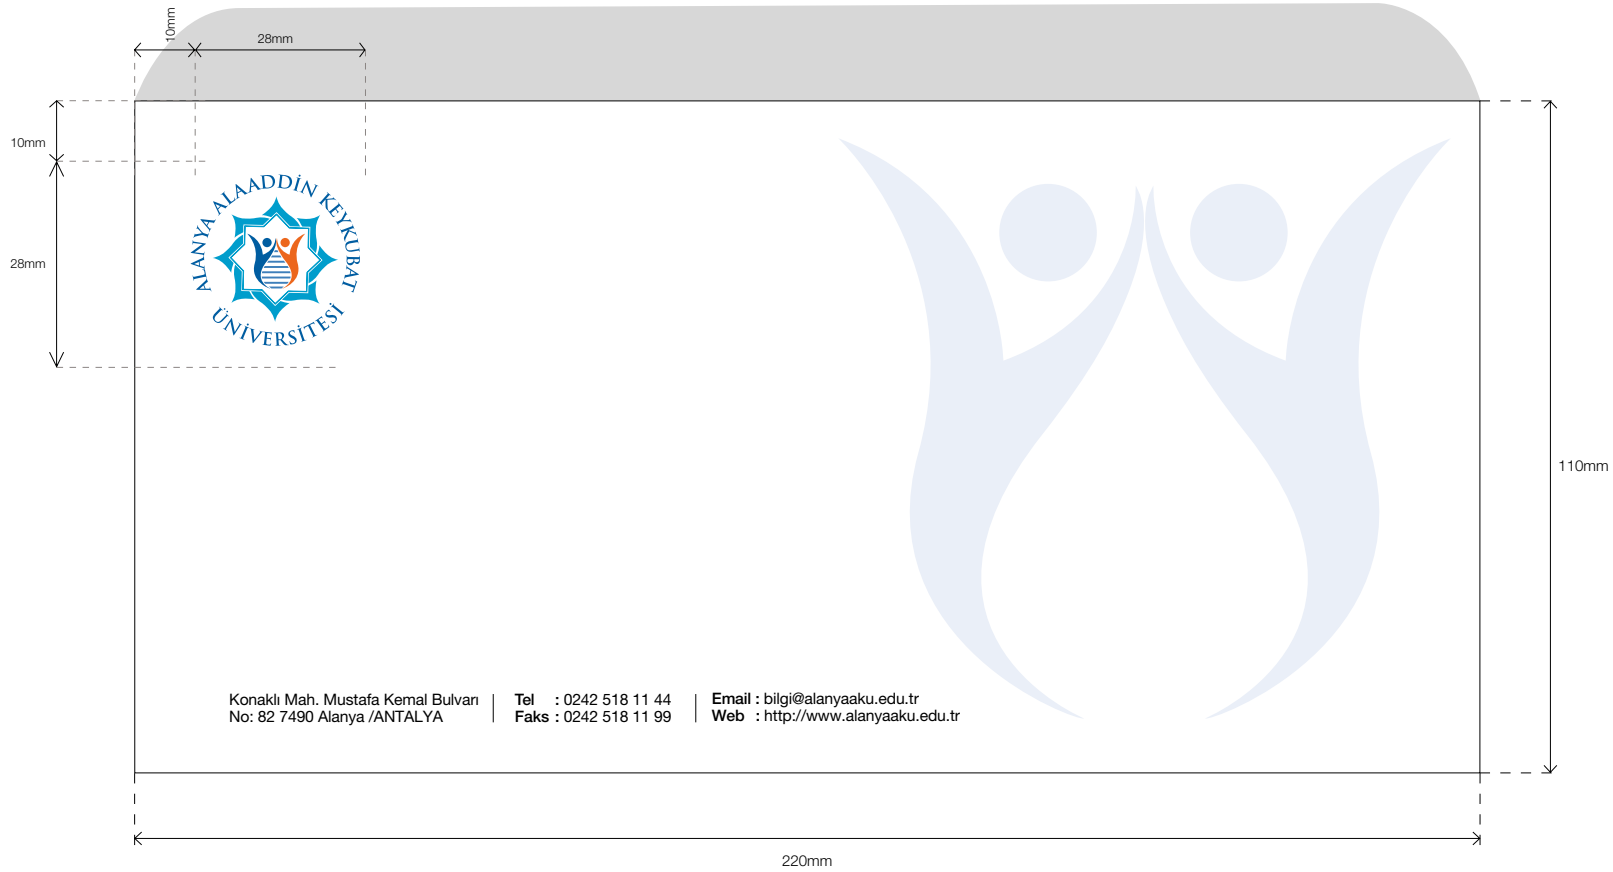 10mm
28mm
10mm
28mm
ALANYA ALAADDİN KEYKUBAT
ÜNİVERSİTESİ
110mm
Konaklı Mah. Mustafa Kemal Bulvarı
No: 82 7490 Alanya /ANTALYA
Tel : 0242 518 11 44
Faks : 0242 518 11 99
Email : bilgi@alanyaaku.edu.tr
Web : http://www.alanyaaku.edu.tr
220mm